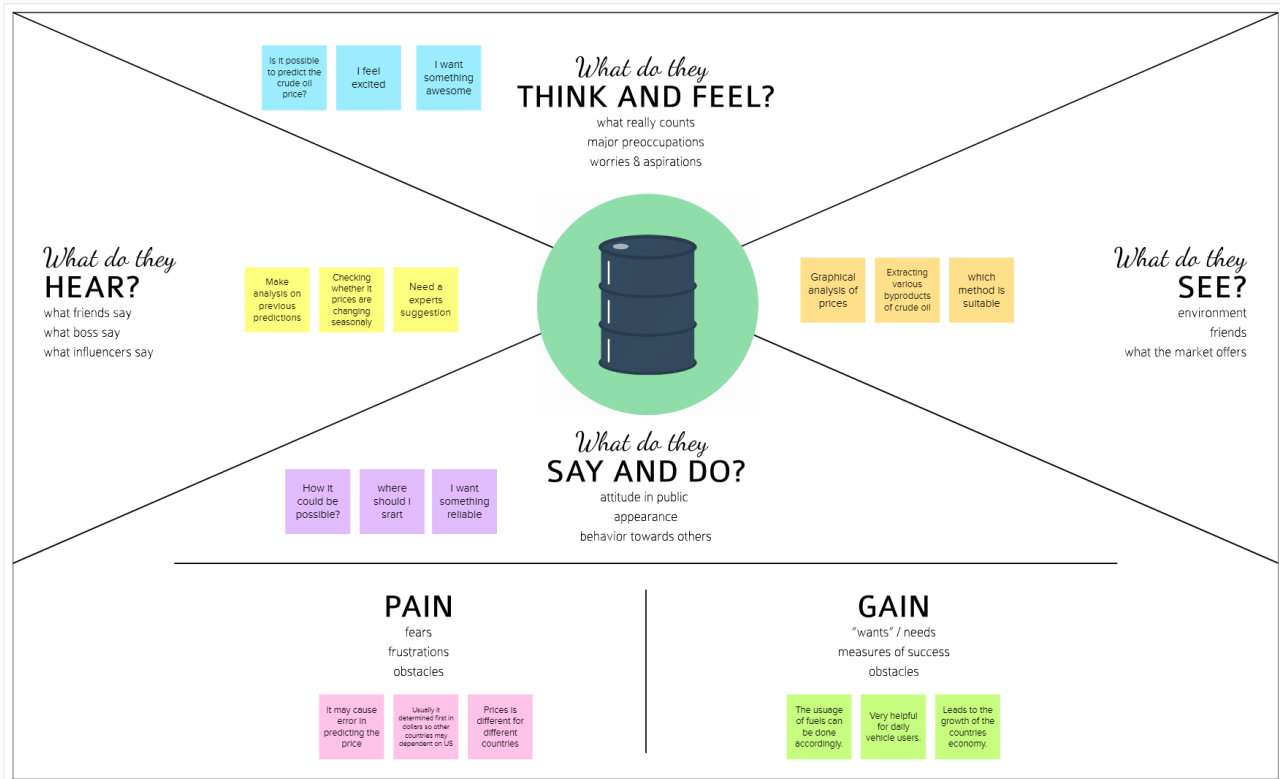 Is it possible
to predict the
crude oil
price?
I feel
excited
I want
something
awesome
What do they
THINK AND FEEL?
what really counts
major preoccupations
worries & aspirations
What do they
HEAR?
what friends say
what boss say
what influencers say
Make
analysis on
previous
predictions
Checking
whether it
prices are
changing
seasonaly
Need a
experts
suggestion
Graphical
analysis of
prices
Extracting
various
byproducts
of crude oil
which
method is
suitable
What do they
SEE?
environment
friends
what the market offers
What do they
SAY AND DO?
attitude in public
appearance
behavior towards others
How it
could be
possible?
where
should I
srart
I want
something
reliable
PAIN
fears
frustrations
obstacles
It may cause
error in
predicting the
price
Usually it
determined first in
dollars so other
countries may
dependent on US
Prices is
different for
different
countries
GAIN
"wants" / needs
measures of success
obstacles
The usuage
of fuels can
be done
accordingly.
Very helpful
for daily
vehicle users.
Leads to the
growth of the
countries
economy.